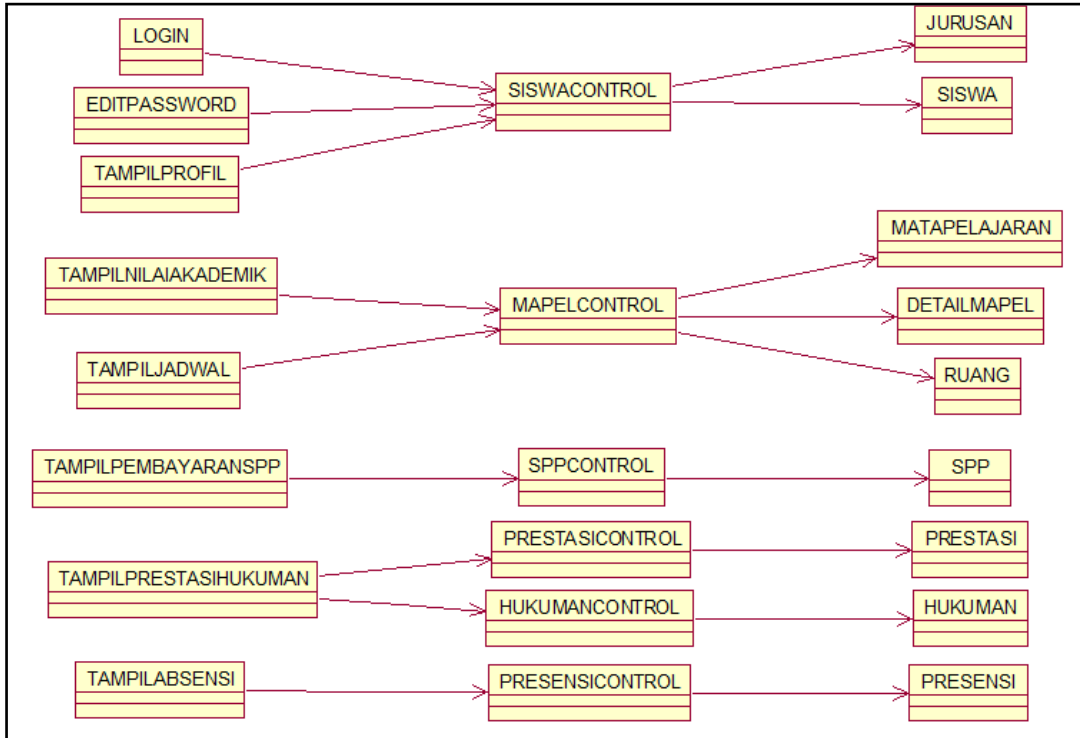 LOGIN
EDITPASSWORD
TAMPILPROFIL
SISWACONTROL
JURUSAN
SISWA
TAMPILNILAIAKADEMIK
TAMPILJADWAL
MAPELCONTROL
MATAPELAJARAN
DETAILMAPEL
RUANG
TAMPILPEMBAYARANSPP
SPPCONTROL
SPP
TAMPILPRESTASIHUKUMAN
PRESTASICONTROL
PRESTASI
HUKUMANCONTROL
HUKUMAN
TAMPILABSENSI
PRESENSICONTROL
PRESENSI